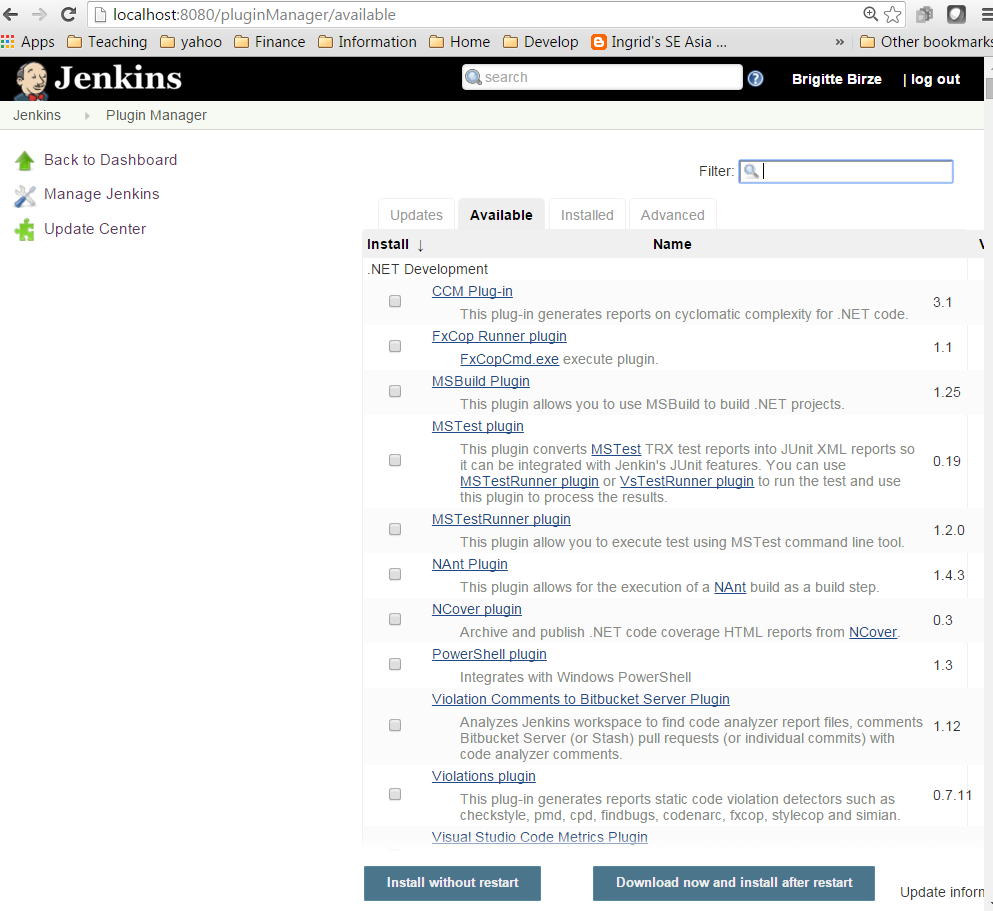 localhost:8080/pluginManager/available
Apps Teaching yahoo Finance Information Home Develop Ingrid's SE Asia ... » Other bookmarks
Jenkins search Brigitte Birze | log out
Jenkins Plugin Manager
Back to Dashboard
Manage Jenkins
Update Center
Filter:
Updates Available Installed Advanced
Install ↓ Name
.NET Development
CCM Plug-in
This plug-in generates reports on cyclomatic complexity for .NET code.
3.1
FxCop Runner plugin
FxCopCmd.exe execute plugin.
1.1
MSBuild Plugin
This plugin allows you to use MSBuild to build .NET projects.
1.25
MSTest plugin
This plugin converts MSTest TRX test reports into JUnit XML reports so
it can be integrated with Jenkin's JUnit features. You can use
MSTestRunner plugin or VsTestRunner plugin to run the test and use
this plugin to process the results.
0.19
MSTestRunner plugin
This plugin allow you to execute test using MSTest command line tool.
1.2.0
NAnt Plugin
This plugin allows for the execution of a NAnt build as a build step.
1.4.3
NCover plugin
Archive and publish .NET code coverage HTML reports from NCover.
0.3
PowerShell plugin
Integrates with Windows PowerShell
1.3
Violation Comments to Bitbucket Server Plugin
Analyzes Jenkins workspace to find code analyzer report files, comments
Bitbucket Server (or Stash) pull requests (or individual commits) with
code analyzer comments.
1.12
Violations plugin
This plug-in generates reports static code violation detectors such as
checkstyle, pmd, cpd, findbugs, codenarc, fxcop, stylecop and simian.
0.7.11
Visual Studio Code Metrics Plugin
Install without restart Download now and install after restart Update inform